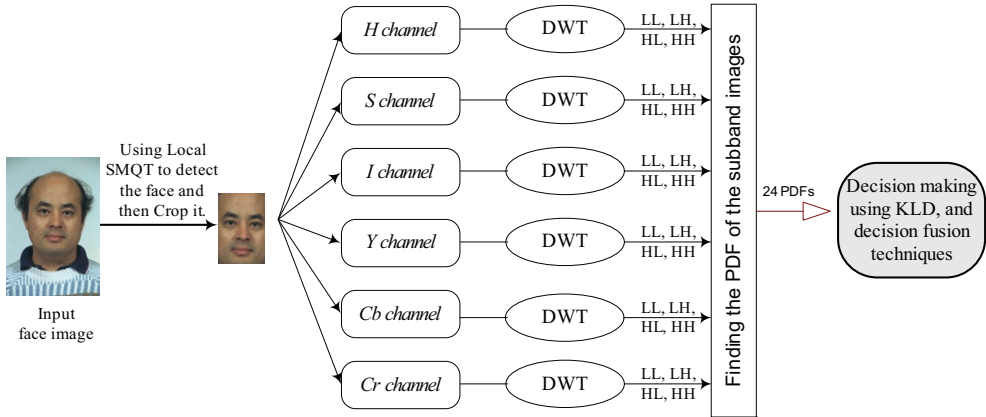 Input
face image
Using Local
SMQT to detect
the face and
then Crop it.
H channel
DWT
LL, LH,
HL, HH
S channel
DWT
LL, LH,
HL, HH
I channel
DWT
LL, LH,
HL, HH
Y channel
DWT
LL, LH,
HL, HH
Cb channel
DWT
LL, LH,
HL, HH
Cr channel
DWT
LL, LH,
HL, HH
Finding the PDF of the subband images
24 PDFs
Decision making
using KLD, and
decision fusion
techniques